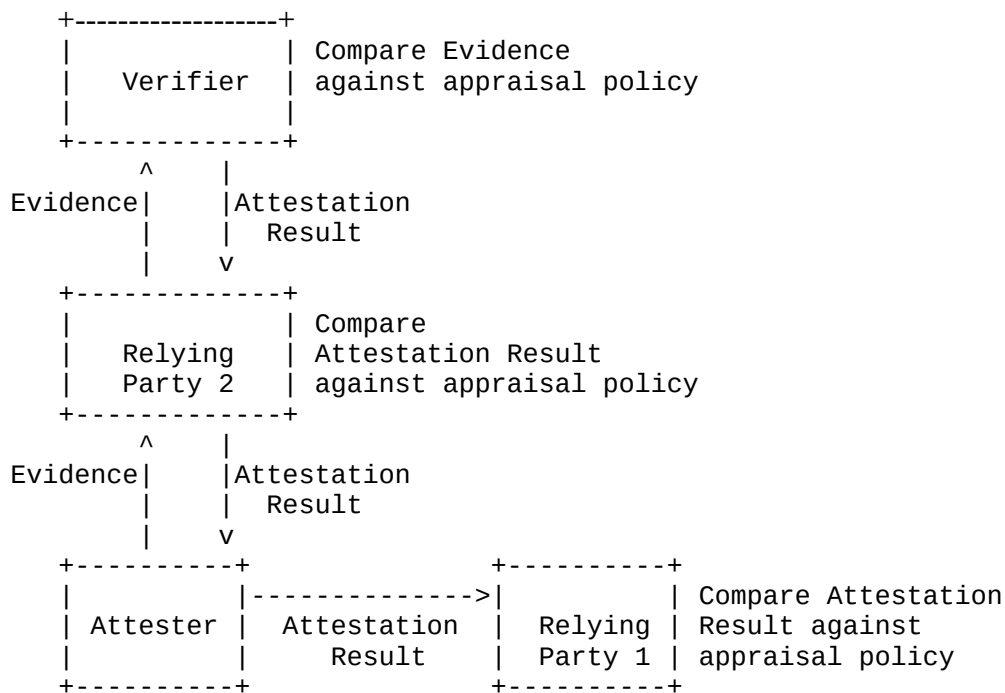 +-------------------+
|             | Compare Evidence
|   Verifier  | against appraisal policy
|             |
+-------------+
^    |
Evidence|    |Attestation
|    |  Result
|    v
+-------------+
|             | Compare
|   Relying   | Attestation Result
|   Party 2   | against appraisal policy
+-------------+
^    |
Evidence|    |Attestation
|    |  Result
|    v
+----------+               +----------+
|          |-------------->|          | Compare Attestation
| Attester |  Attestation  |  Relying | Result against
|          |     Result    |  Party 1 | appraisal policy
+----------+               +----------+